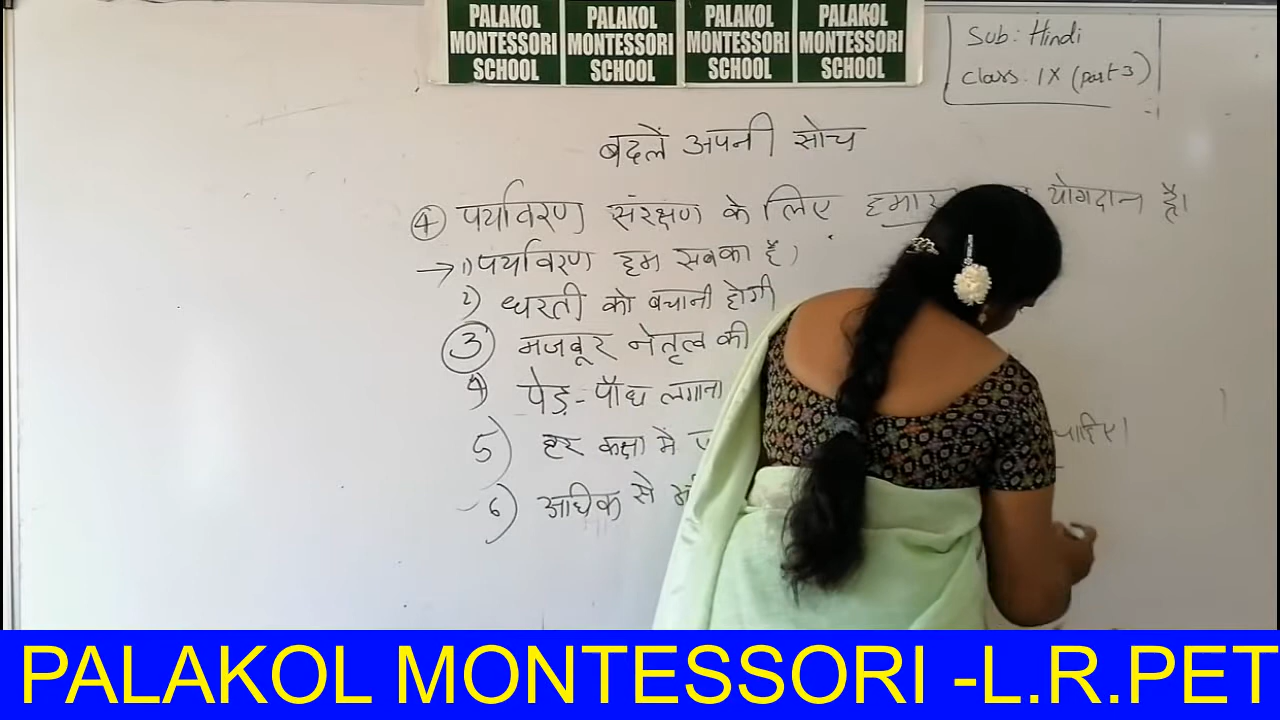 PALAKOL MONTESSORI SCHOOL
PALAKOL MONTESSORI SCHOOL
PALAKOL MONTESSORI SCHOOL
PALAKOL MONTESSORI SCHOOL
Sub: Hindi
Class: IX (part-3)
बदलें अपनी सोच
④ पर्यावरण संरक्षण के लिए योगदान है।
→ 1) पर्यावरण हम सबका है)
2) धरती को बचानी होगी
③ मजबूर नेतृत्व की
4) पेड़-पौध लगाना
5) हर कक्षा में चाहिए।
6) अधिक से
PALAKOL MONTESSORI -L.R.PET